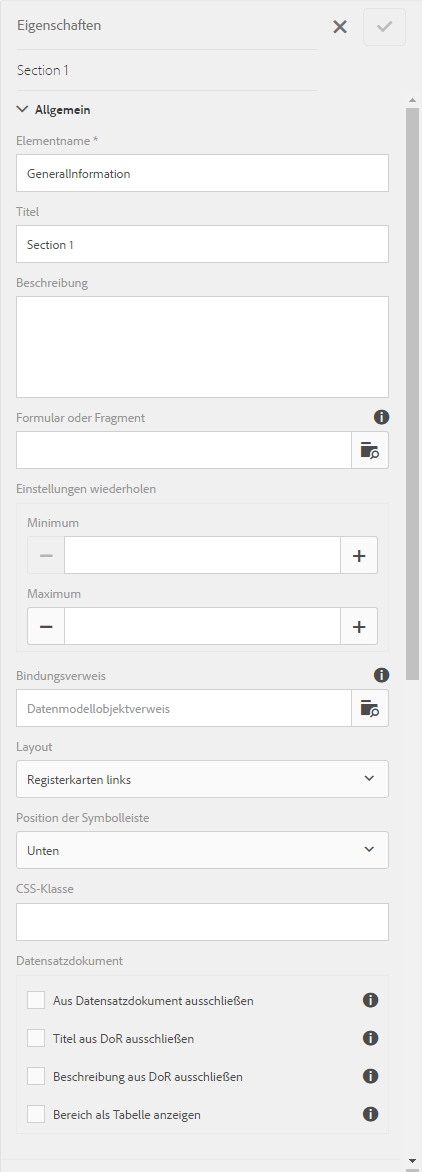 Eigenschaften
Section 1
Allgemein
Elementname *
GeneralInformation
Titel
Section 1
Beschreibung
Formular oder Fragment
Einstellungen wiederholen
Minimum
Maximum
Bindungsverweis
Datenmodellobjektverweis
Layout
Registerkarten links
Position der Symbolleiste
Unten
CSS-Klasse
Datensatzdokument
Aus Datensatzdokument ausschließen
Titel aus DoR ausschließen
Beschreibung aus DoR ausschließen
Bereich als Tabelle anzeigen